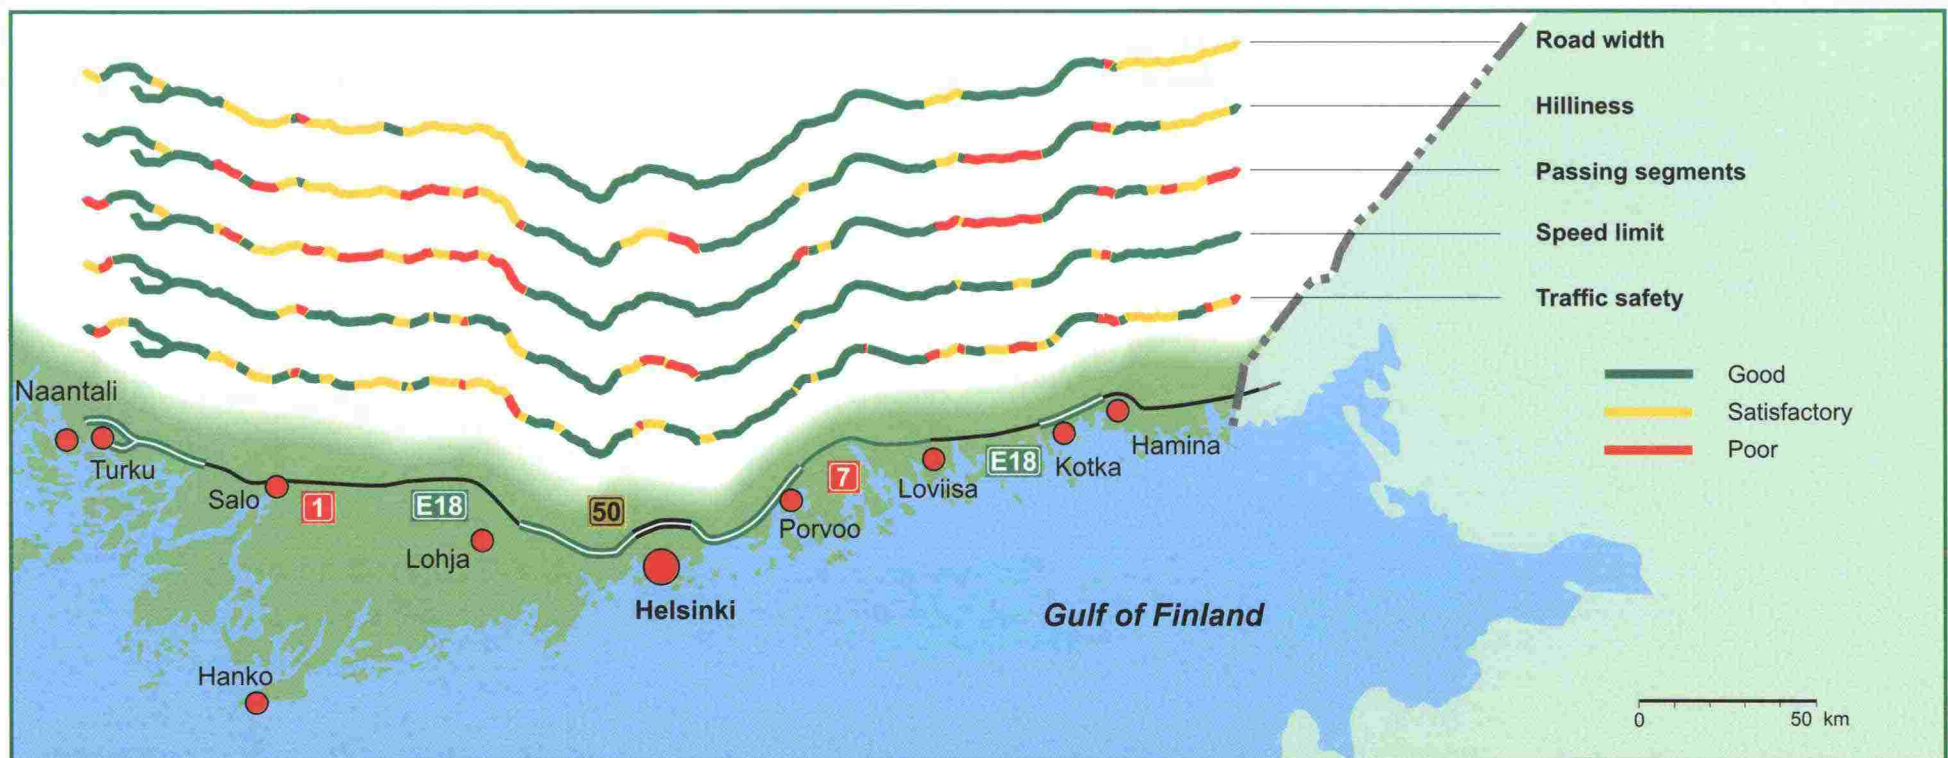 Road width
Hilliness
Passing segments
Speed limit
Traffic safety
Good
Satisfactory
Poor
Naantali
Turku
Salo
1
E18
50
7
E18
Kotka
Hamina
Loviisa
Porvoo
Lohja
Helsinki
Gulf of Finland
Hanko
0 50 km